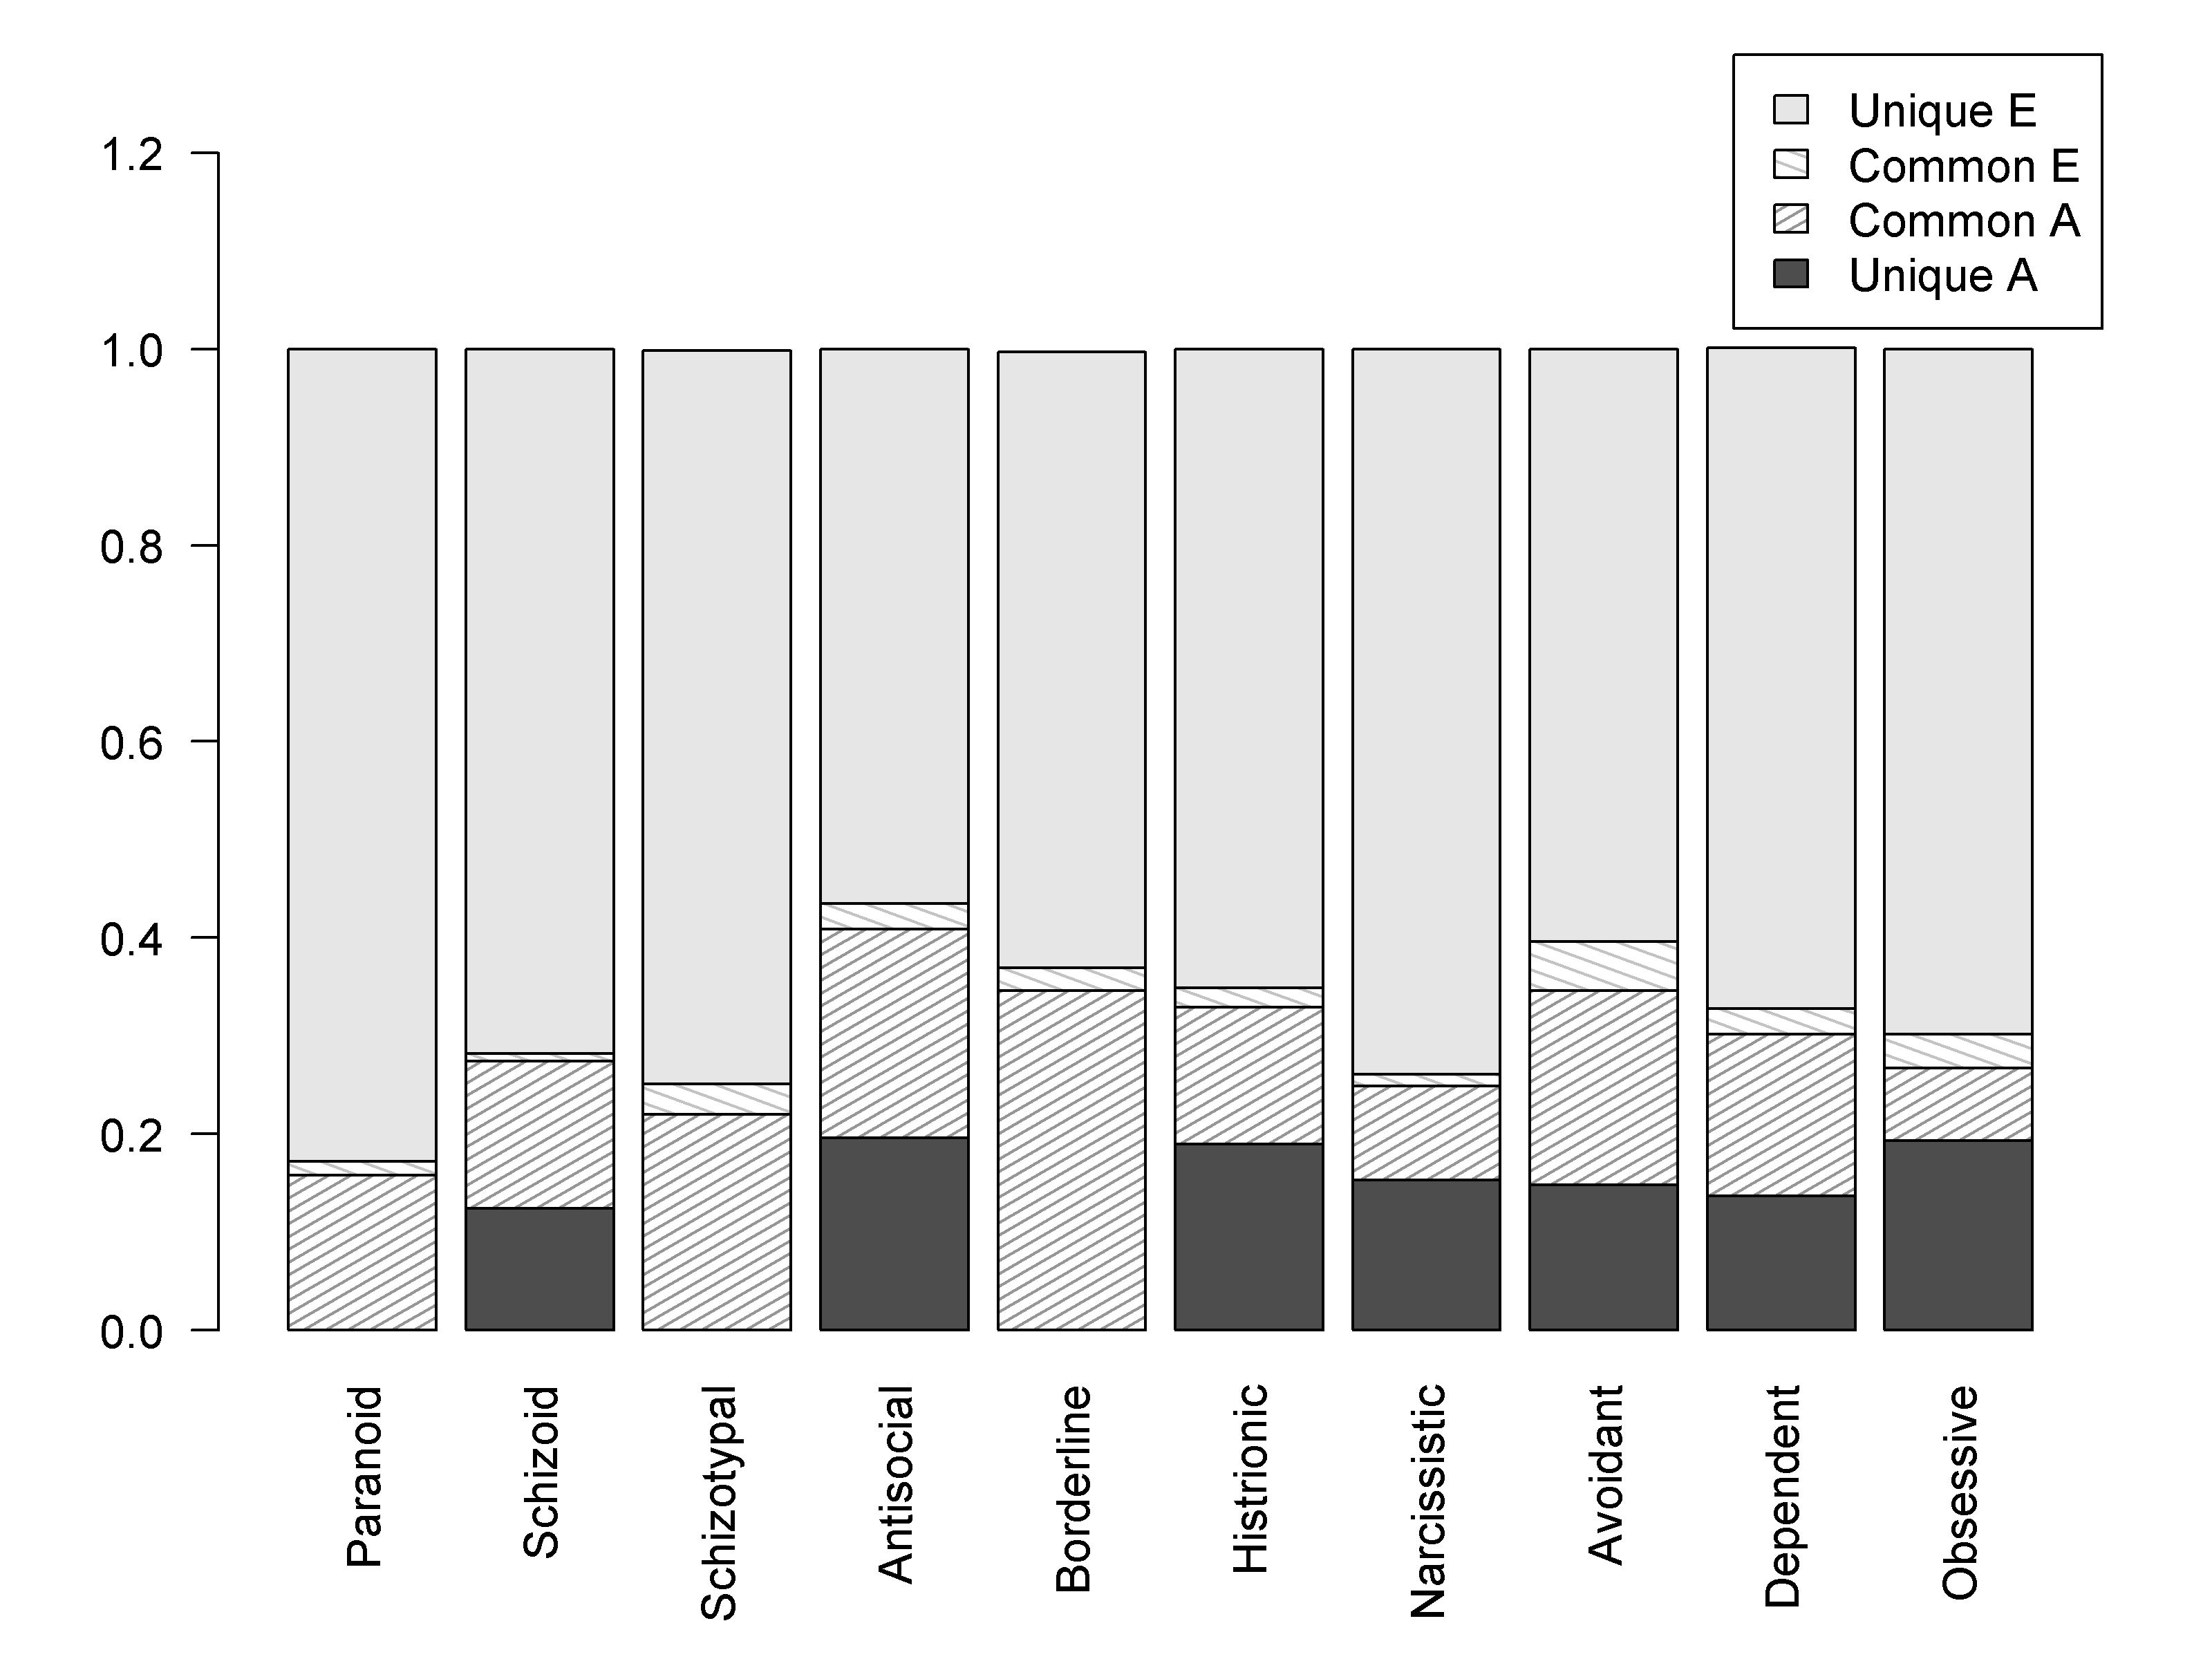 Unique E
Common E
Common A
Unique A
1.2
1.0
0.8
0.6
0.4
0.2
0.0
Paranoid
Schizoid
Schizotypal
Antisocial
Borderline
Histrionic
Narcissistic
Avoidant
Dependent
Obsessive